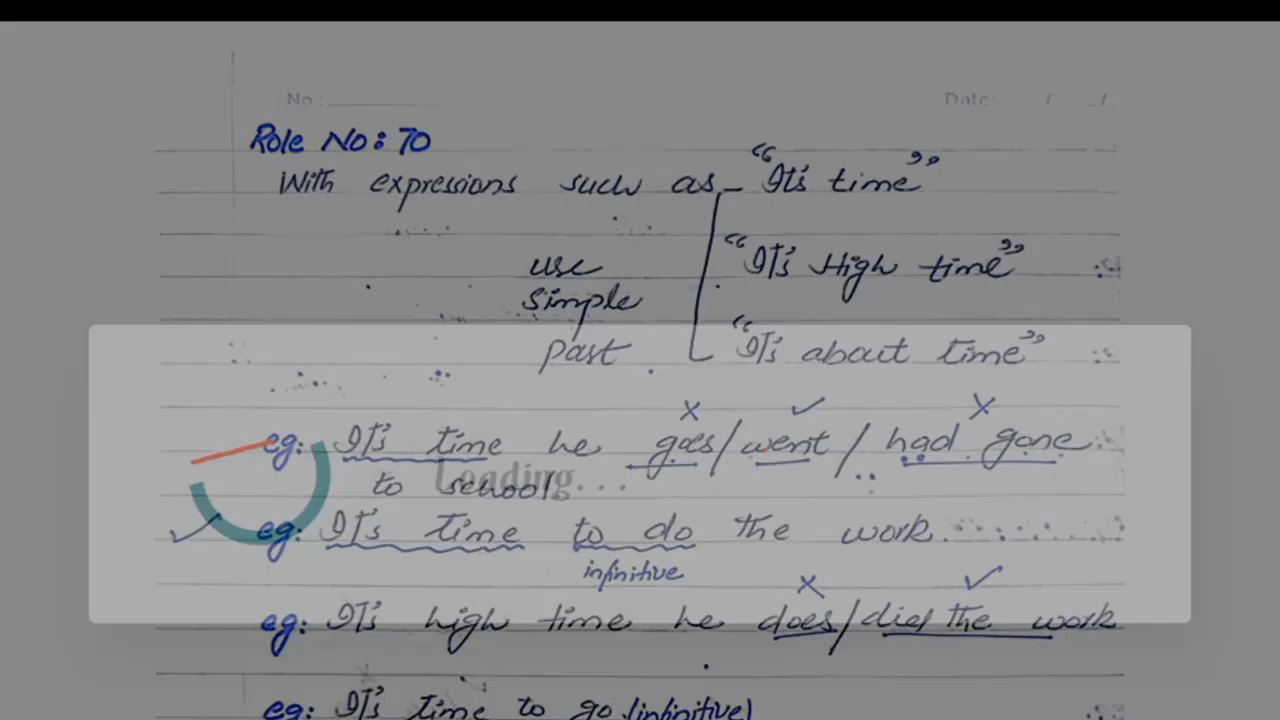 No: Date: / /
Role No: 70
With expressions such as - "It's time"
use "It's High time"
simple
past "It's about time"
x ✓ x
eg: It's time he goes/went/had gone
to school
Loading...
✓ eg: It's time to do the work.
infinitive
x ✓
eg: It's high time he does/did the work
eg: It's time to go (infinitive)